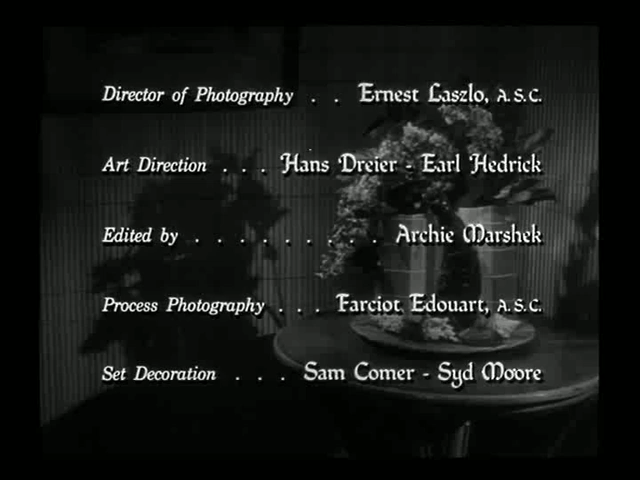 Director of Photography . . Ernest Laszlo, A.S.C.
Art Direction . . . Hans Dreier - Earl Hedrick
Edited by . . . . . . . . . Archie Marshek
Process Photography . . . Farciot Edouart, A.S.C.
Set Decoration . . . Sam Comer - Syd Moore